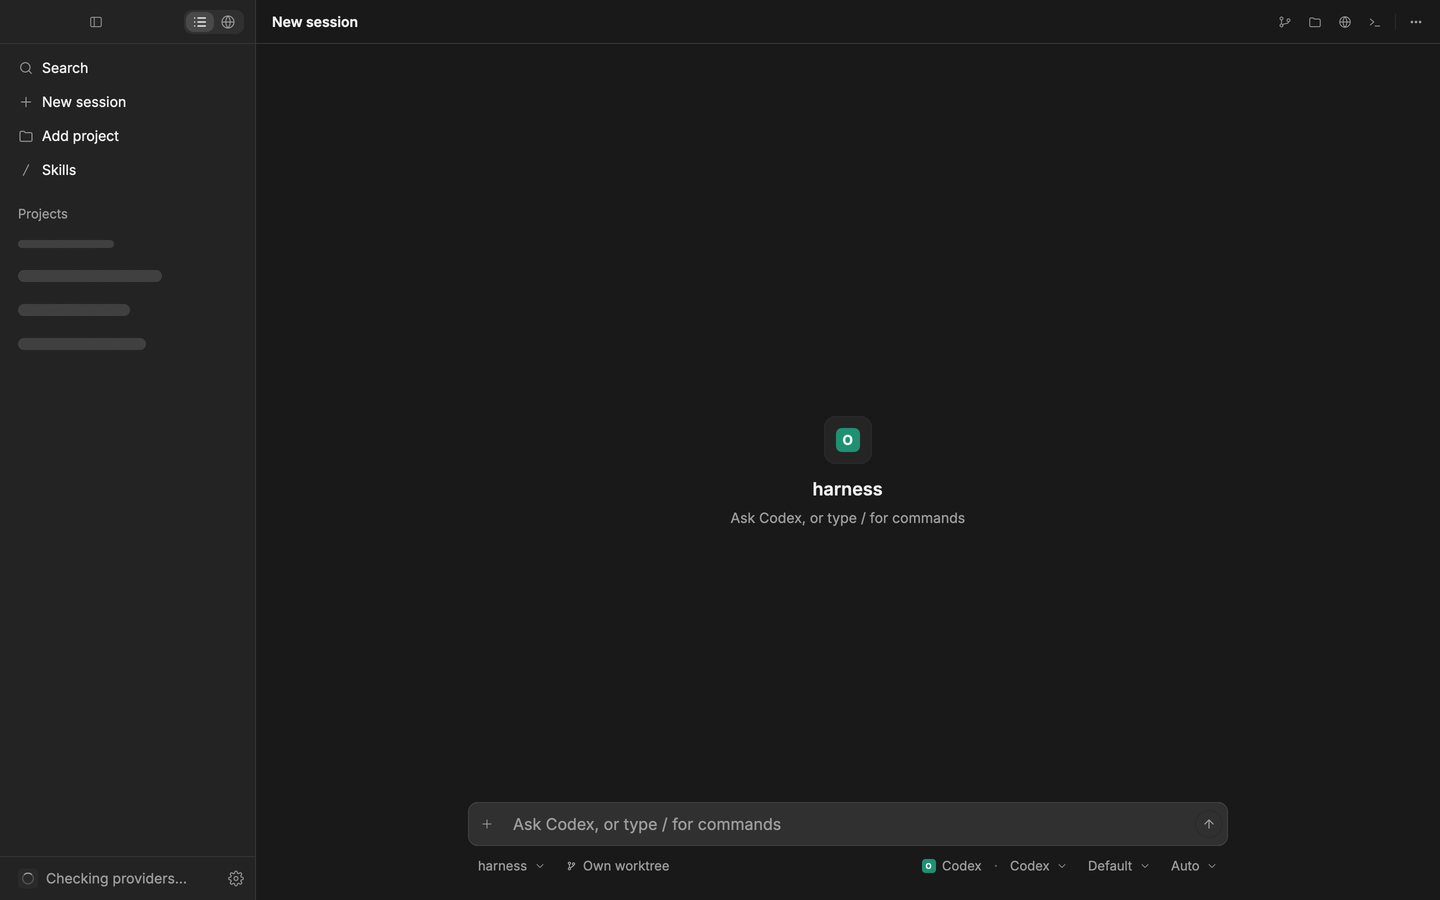 New session
Search
New session
Add project
Skills
Projects
O
harness
Ask Codex, or type / for commands
Ask Codex, or type / for commands
harness
Own worktree
O Codex · Codex
Default
Auto
Checking providers...